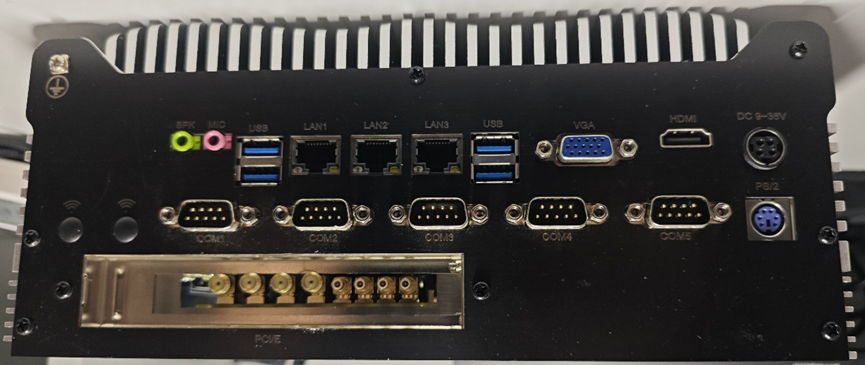 SPK MIC USB LAN1 LAN2 LAN3 USB VGA HDMI DC 9~36V
PS/2
COM1 COM2 COM3 COM4 COM5
PCI/E